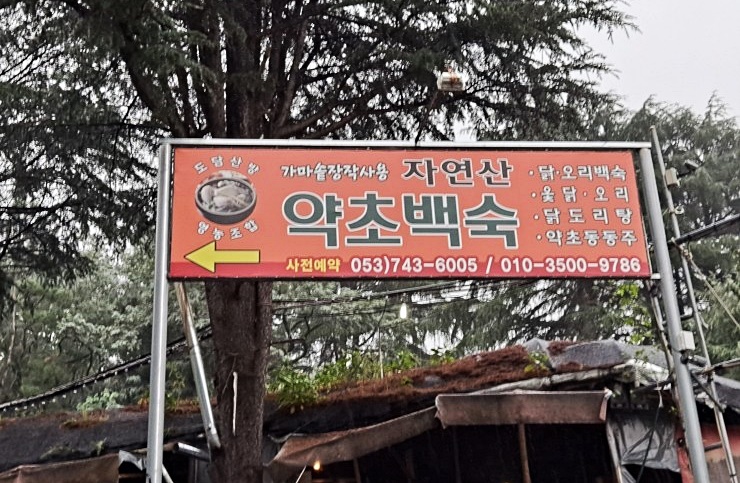 도담산방
영농조합
가마솥장작사용 자연산
약초백숙
사전예약 053)743-6005 / 010-3500-9786
·닭·오리백숙
·옻닭·오리
·닭도리탕
·약초동동주